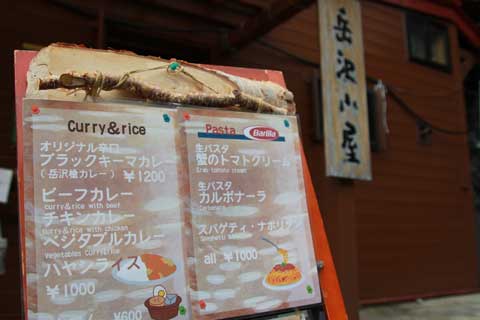 岳沢小屋
Curry&rice
オリジナル辛口
ブラックキーマカレー
(岳沢槍カレー) ¥1200
ビーフカレー
curry&rice with beef
チキンカレー
curry&rice with chicken
ベジタブルカレー
vegetables curry&rice
ハヤシライス
¥1000
¥600
Pasta Barilla
生パスタ
蟹のトマトクリーム
Crab tomato cream
生パスタ
カルボナーラ
Carbonara
スパゲティ・ナポリタン
Spaghetti
all ¥1000